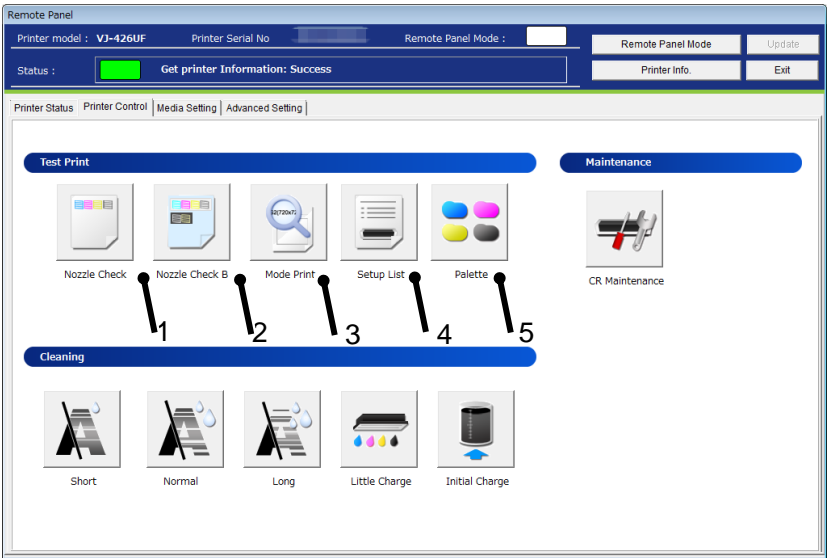 Remote Panel
Printer model : VJ-426UF Printer Serial No Remote Panel Mode : Remote Panel Mode Update
Status : Get printer Information: Success Printer Info. Exit
Printer Status Printer Control Media Setting Advanced Setting
Test Print Maintenance
Nozzle Check Nozzle Check B Mode Print Setup List Palette
CR Maintenance
1 2 3 4 5
Cleaning
Short Normal Long Little Charge Initial Charge